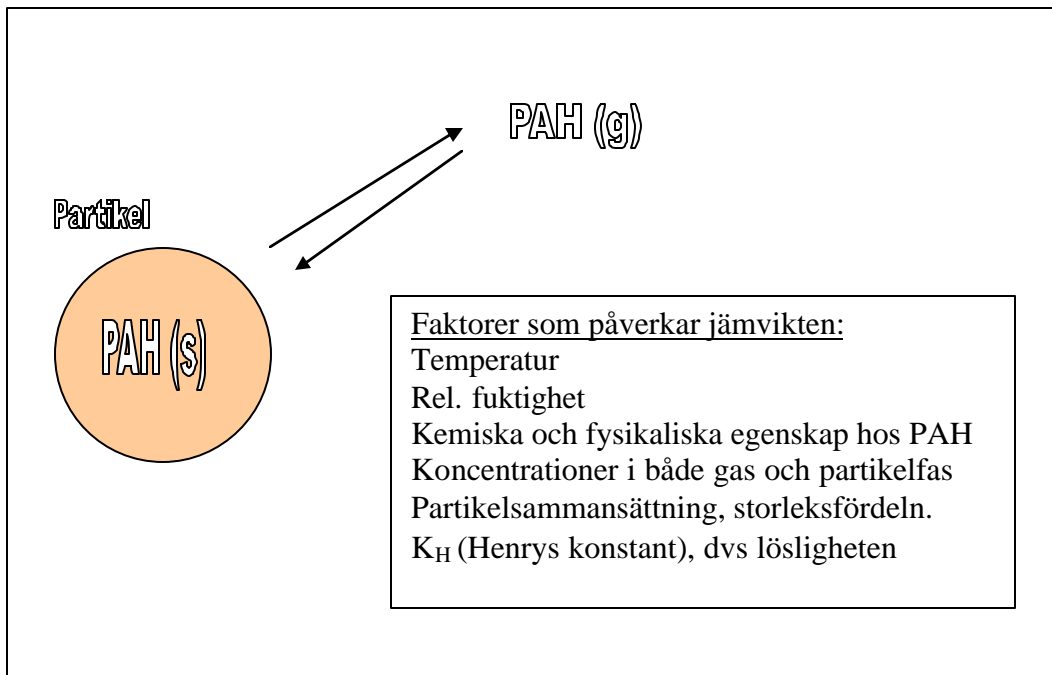 PAH (g)
Partikel
PAH (s)
Faktorer som påverkar jämvikten:
Temperatur
Rel. fuktighet
Kemiska och fysikaliska egenskap hos PAH
Koncentrationer i både gas och partikelfas
Partikelsammansättning, storleksfördeln.
K_H (Henrys konstant), dvs lösligheten